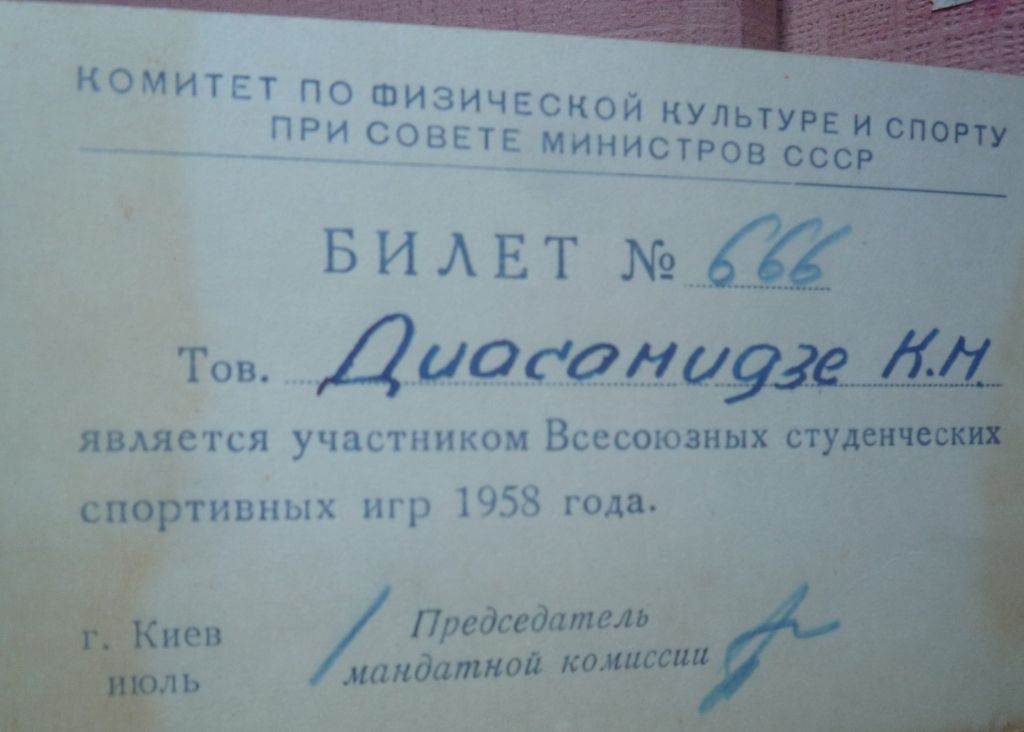 КОМИТЕТ ПО ФИЗИЧЕСКОЙ КУЛЬТУРЕ И СПОРТУ
ПРИ СОВЕТЕ МИНИСТРОВ СССР
БИЛЕТ № 666
Тов. Диасамидзе К.Н.
является участником Всесоюзных студенческих
спортивных игр 1958 года.
г. Киев
июль
Председатель
мандатной комиссии